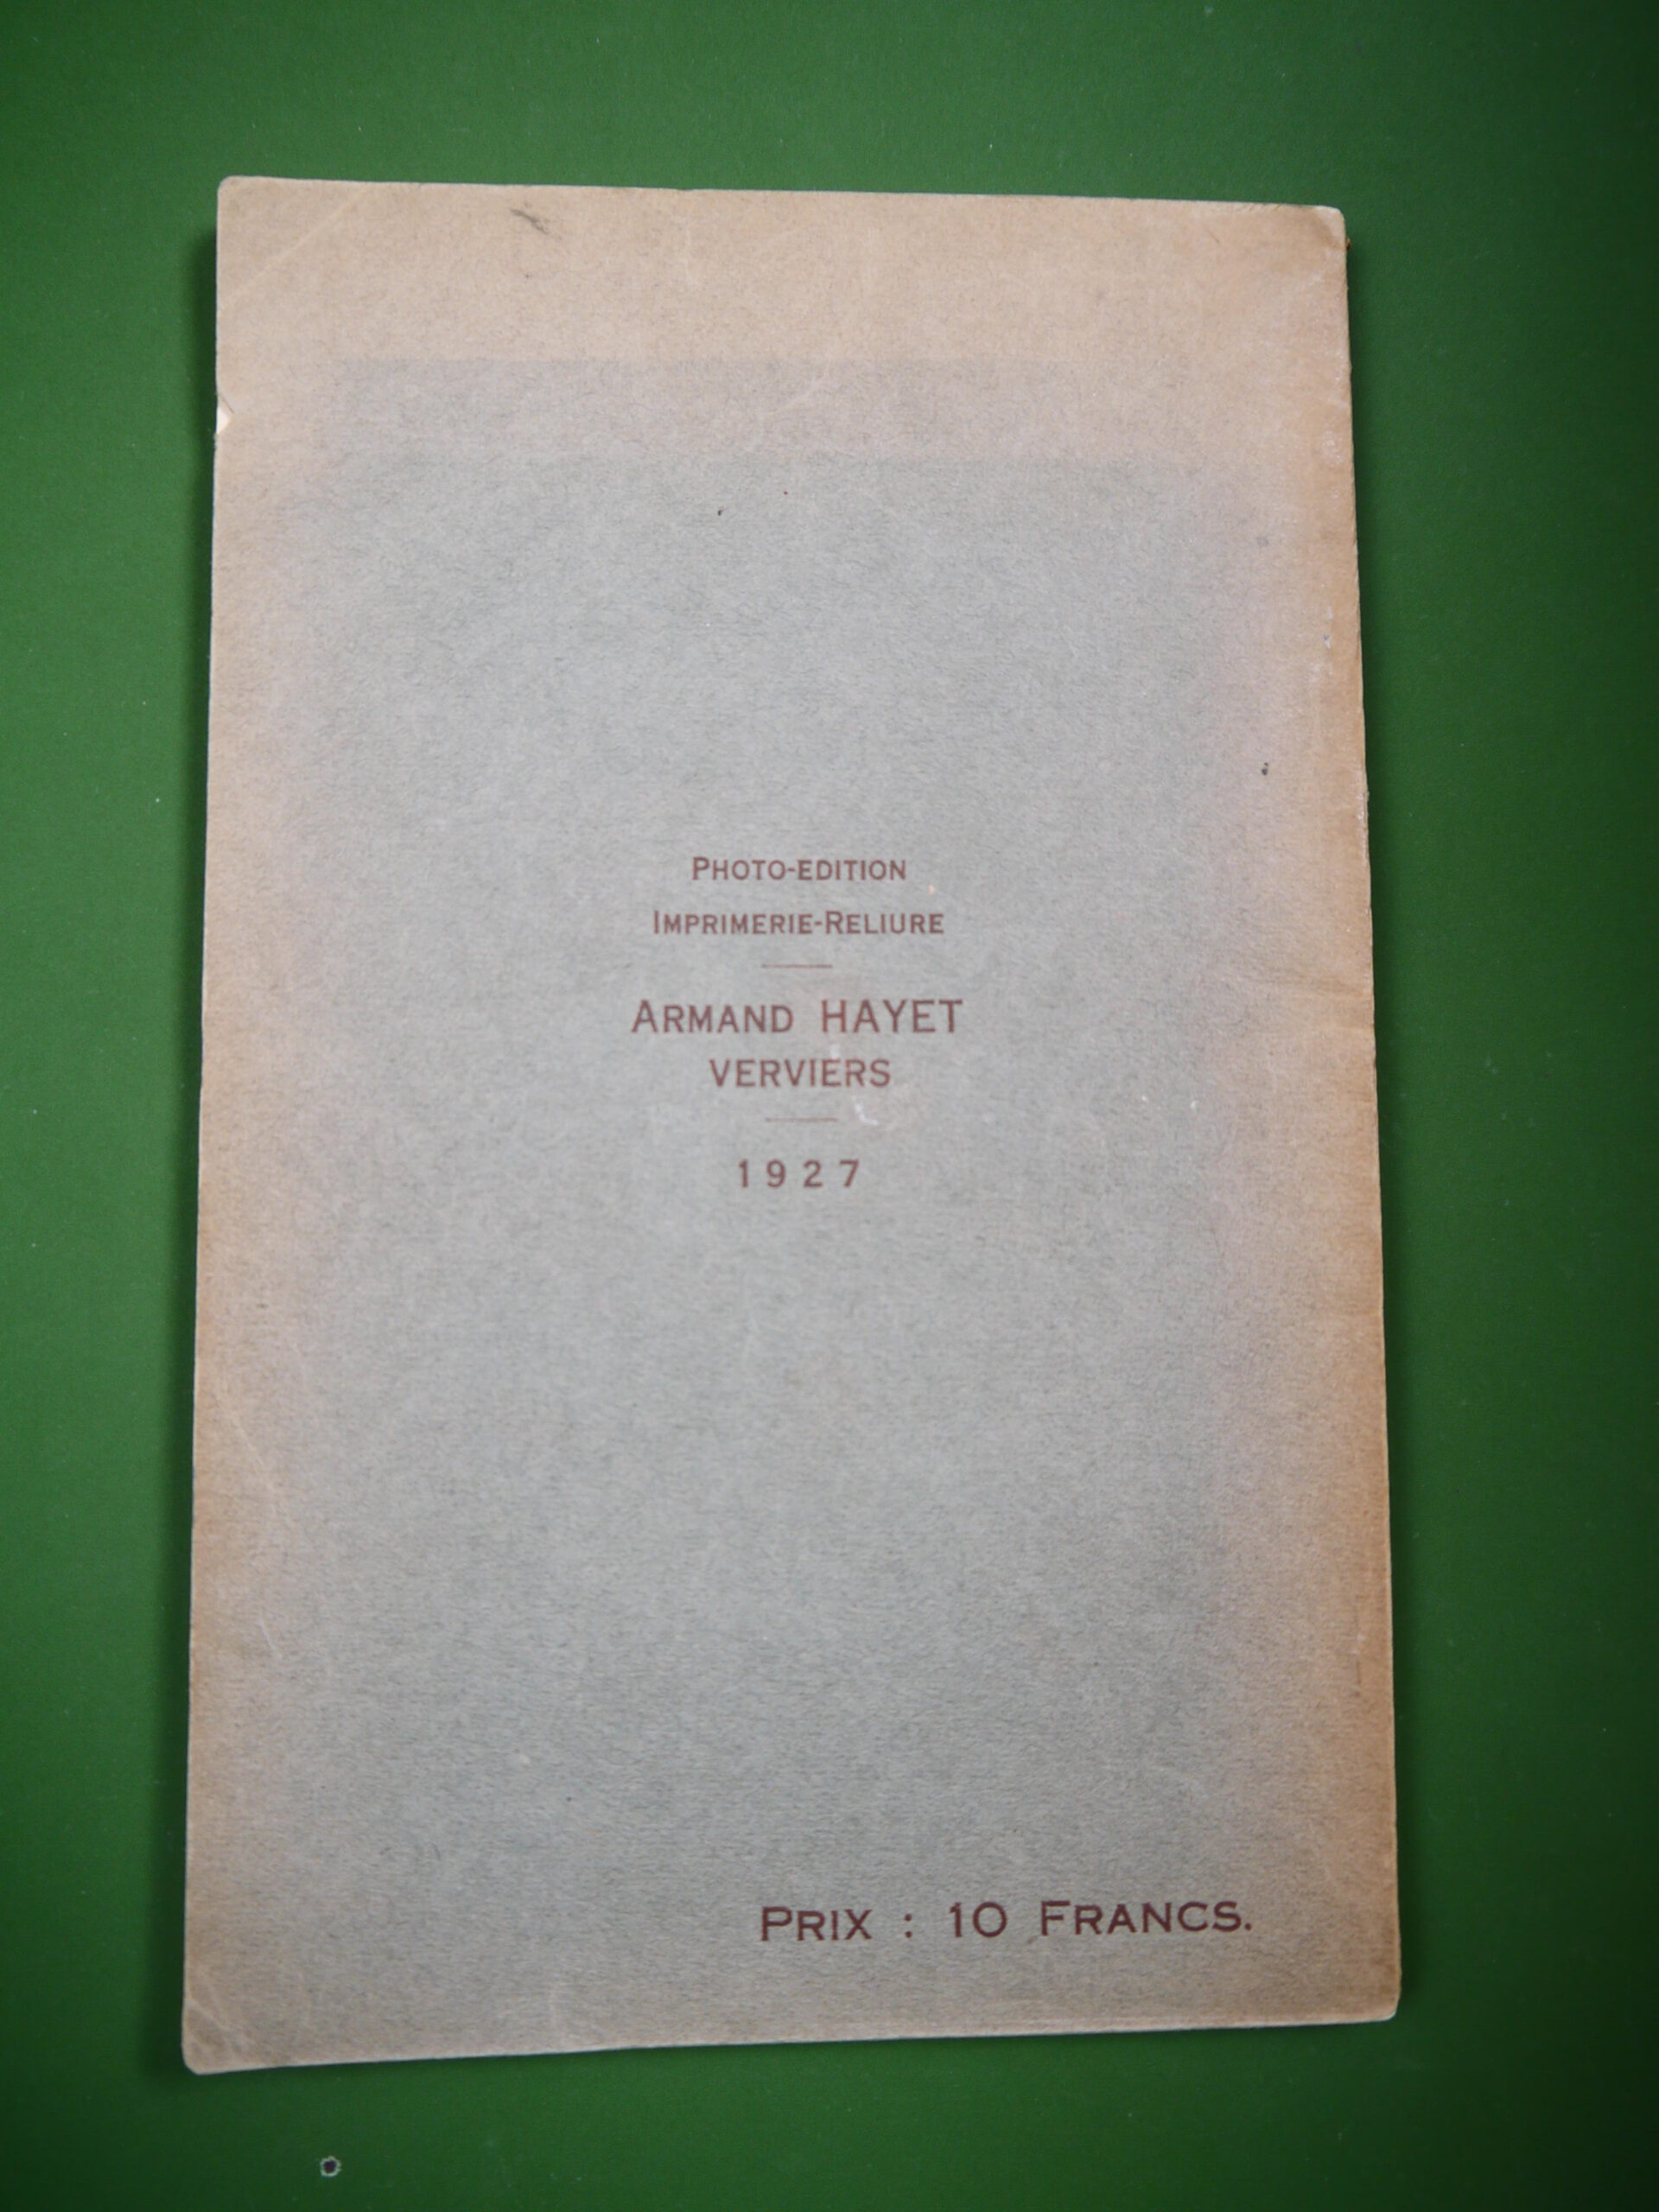 PHOTO-EDITION
IMPRIMERIE-RELIURE
ARMAND HAYET
VERVIERS
1927
PRIX : 10 FRANCS.